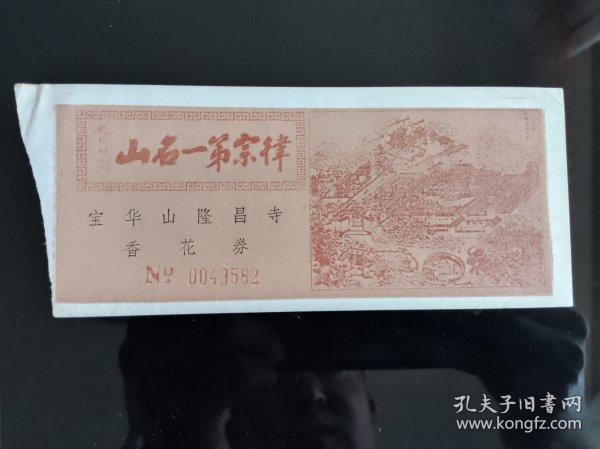 律宗第一名山
宝华山隆昌寺
香花券
№ 0043582
孔夫子旧书网
www.kongfz.com